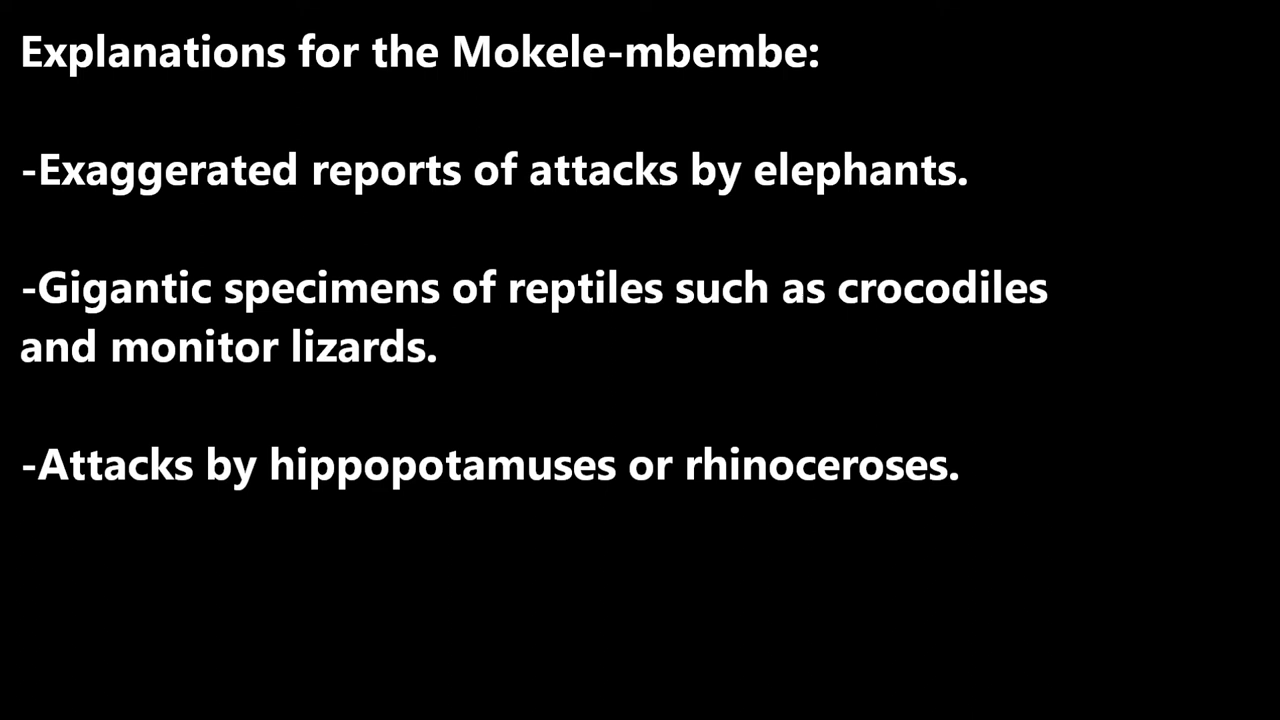 Explanations for the Mokele-mbembe:
-Exaggerated reports of attacks by elephants.
-Gigantic specimens of reptiles such as crocodiles
and monitor lizards.
-Attacks by hippopotamuses or rhinoceroses.